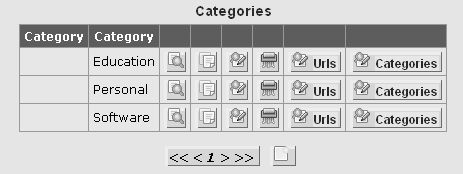 Categories
Category Category
Education Urls Categories
Personal Urls Categories
Software Urls Categories
<< < 1 > >>